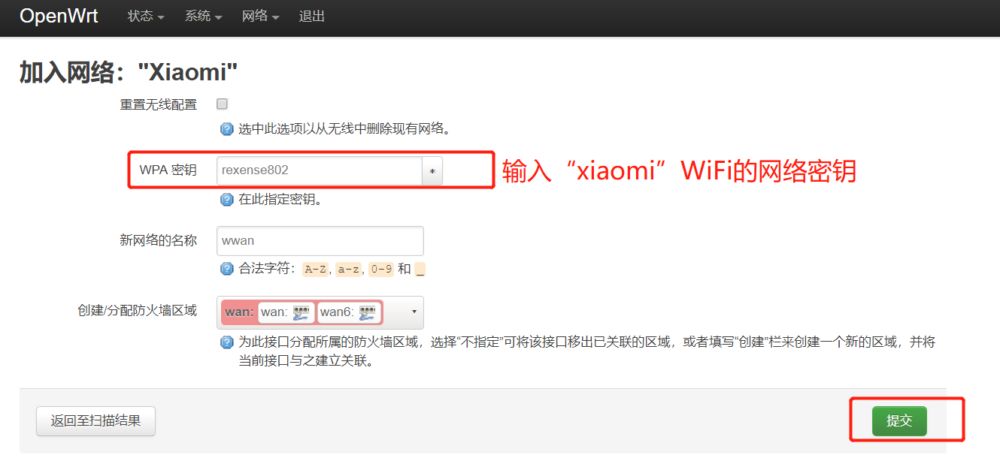 OpenWrt 状态 系统 网络 退出
加入网络："Xiaomi"
重置无线配置
选中此选项以从无线中删除现有网络。
WPA 密钥 rexense802 * 输入“xiaomi”WiFi的网络密钥
在此指定密钥。
新网络的名称 wwan
合法字符：A-Z, a-z, 0-9 和 _
创建/分配防火墙区域 wan: wan: wan6:
为此接口分配所属的防火墙区域，选择“不指定”可将该接口移出已关联的区域，或者填写“创建”栏来创建一个新的区域，并将
当前接口与之建立关联。
返回至扫描结果 提交